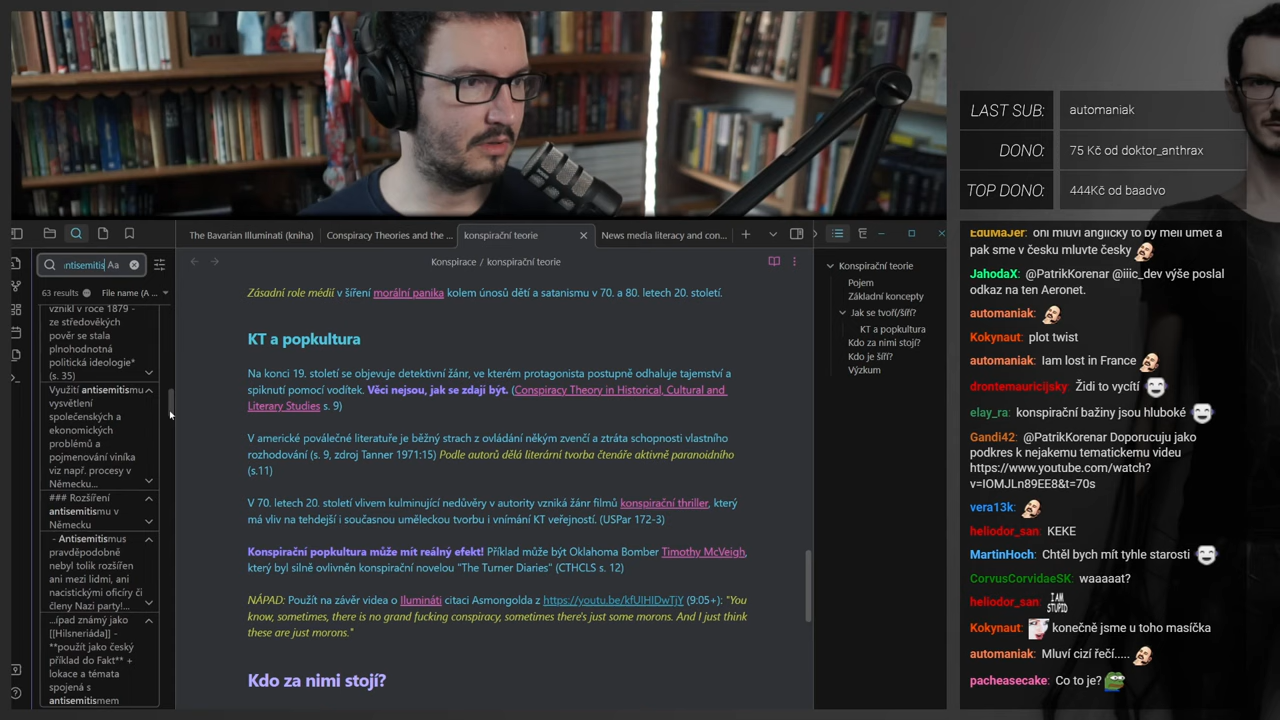 The Bavarian Illuminati (kniha)
Conspiracy Theories and the ...
konspirační teorie
News media literacy and con...
antisemitis Aa
63 results
File name (A ...
vznikl v roce 1879 -
ze středověkých
pověr se stala
plnohodnotná
politická ideologie*
(s. 35)
Využití antisemitismu
vysvětlení
společenských a
ekonomických
problémů a
pojmenování viníka
viz např. procesy v
Německu...
### Rozšíření
antisemitismu v
Německu
- Antisemitismus
pravděpodobně
nebyl tolik rozšířen
ani mezi lidmi, ani
nacistickými oficíry či
členy Nazi party!...
...ípad známý jako
[[Hilsneriáda]] -
**použít jako český
příklad do Fakt** +
lokace a témata
spojená s
antisemitismem
Konspirace / konspirační teorie
Zásadní role médií v šíření morální panika kolem únosů dětí a satanismu v 70. a 80. letech 20. století.
KT a popkultura
Na konci 19. století se objevuje detektivní žánr, ve kterém protagonista postupně odhaluje tajemství a
spiknutí pomocí vodítek. Věci nejsou, jak se zdají být. (Conspiracy Theory in Historical, Cultural and
Literary Studies s. 9)
V americké poválečné literatuře je běžný strach z ovládání někým zvenčí a ztráta schopnosti vlastního
rozhodování (s. 9, zdroj Tanner 1971:15) Podle autorů dělá literární tvorba čtenáře aktivně paranoidního
(s.11)
V 70. letech 20. století vlivem kulminující nedůvěry v autority vzniká žánr filmů konspirační thriller, který
má vliv na tehdejší i současnou uměleckou tvorbu i vnímání KT veřejností. (USPar 172-3)
Konspirační popkultura může mít reálný efekt! Příklad může být Oklahoma Bomber Timothy McVeigh,
který byl silně ovlivněn konspirační novelou "The Turner Diaries" (CTHCLS s. 12)
NÁPAD: Použít na závěr videa o Ilumináti citaci Asmongolda z https://youtu.be/kfUIHIDwTjY (9:05+): "You
know, sometimes, there is no grand fucking conspiracy, sometimes there's just some morons. And I just think
these are just morons."
Kdo za nimi stojí?
Konspirační teorie
Pojem
Základní koncepty
Jak se tvoří/šíří?
KT a popkultura
Kdo za nimi stojí?
Kdo je šíří?
Výzkum
LAST SUB: automaniak
DONO: 75 Kč od doktor_anthrax
TOP DONO: 444Kč od baadvo
EduMaJer: oni mluví anglicky to by měli umět a
pak sme v česku mluvte česky
JahodaX: @PatrikKorenar @iiic_dev výše poslal
odkaz na ten Aeronet.
automaniak:
Kokynaut: plot twist
automaniak: Iam lost in France
drontemauricijsky: Židi to vycítí
elay_ra: konspirační bažiny jsou hluboké
Gandi42: @PatrikKorenar Doporucuju jako
podkres k nejakemu tematickemu videu
https://www.youtube.com/watch?
v=IOMJLn89EE8&t=70s
vera13k:
heliodor_san: KEKE
MartinHoch: Chtěl bych mít tyhle starosti
CorvusCorvidaeSK: waaaaat?
heliodor_san: I AM STUPID
Kokynaut: konečně jsme u toho masíčka
automaniak: Mluví cizí řečí.....
pacheasecake: Co to je?